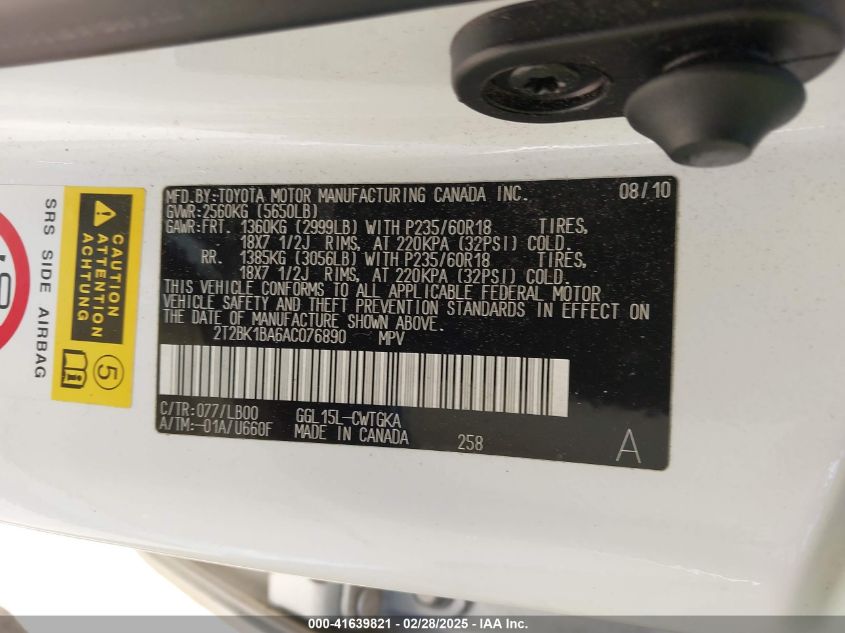 MFD.BY:TOYOTA MOTOR MANUFACTURING CANADA INC. 08/10
GVWR:2560KG (5650LB)
GAWR:FRT. 1360KG (2999LB) WITH P235/60R18 TIRES,
18X7 1/2J RIMS, AT 220KPA (32PSI) COLD.
RR. 1385KG (3056LB) WITH P235/60R18 TIRES,
18X7 1/2J RIMS, AT 220KPA (32PSI) COLD.
THIS VEHICLE CONFORMS TO ALL APPLICABLE FEDERAL MOTOR
VEHICLE SAFETY AND THEFT PREVENTION STANDARDS IN EFFECT ON
THE DATE OF MANUFACTURE SHOWN ABOVE.
2T2BK1BA6AC076890 MPV
C/TR:077/LB00 GGL15L-CWTGKA
A/TM:-01A/U660F MADE IN CANADA 258 A
SRS SIDE AIRBAG
CAUTION
ATTENTION
ACHTUNG
5
000-41639821 - 02/28/2025 - IAA Inc.